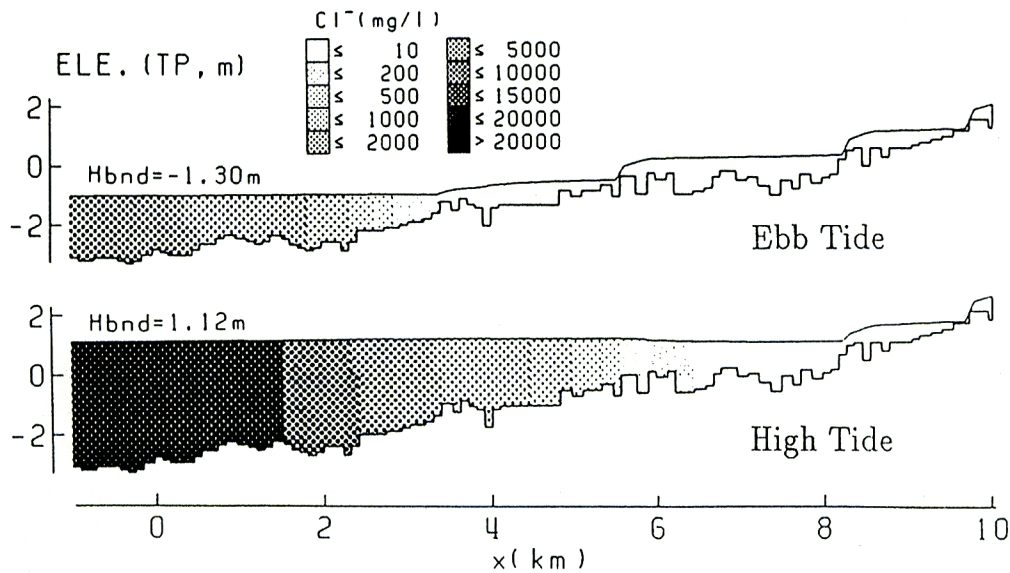 Cl⁻(mg/l)
≤ 10
≤ 200
≤ 500
≤ 1000
≤ 2000
≤ 5000
≤ 10000
≤ 15000
≤ 20000
> 20000
ELE. (TP, m)
2
0
-2
Hbnd=-1.30m
Ebb Tide
2
0
-2
Hbnd=1.12m
High Tide
0 2 4 6 8 10
x( km )